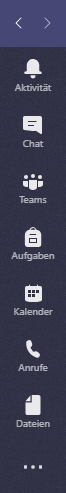 Aktivität
Chat
Teams
Aufgaben
Kalender
Anrufe
Dateien